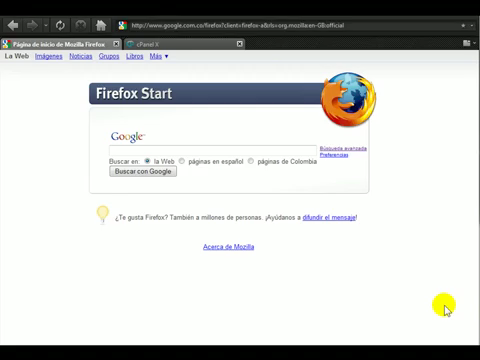 http://www.google.com.co/firefox?client=firefox-a&rls=org.mozilla:en-GB:official
Página de inicio de Mozilla Firefox
cPanel X
La Web Imágenes Noticias Grupos Libros Más ▼
Firefox Start
Google
Búsqueda avanzada
Preferencias
Buscar en: la Web páginas en español páginas de Colombia
Buscar con Google
¿Te gusta Firefox? También a millones de personas. ¡Ayúdanos a difundir el mensaje!
Acerca de Mozilla